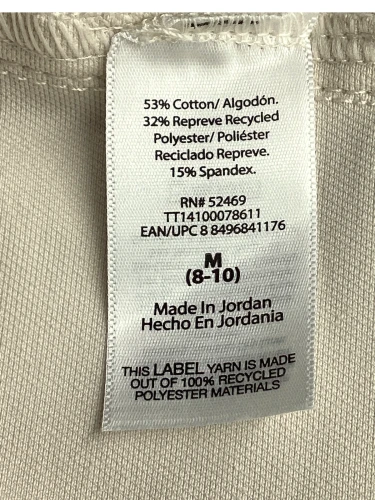 53% Cotton/ Algodón.
32% Repreve Recycled
Polyester/ Poliéster
Reciclado Repreve.
15% Spandex.
RN# 52469
TT14100078611
EAN/UPC 8 8496841176
M
(8-10)
Made In Jordan
Hecho En Jordania
THIS LABEL YARN IS MADE
OUT OF 100% RECYCLED
POLYESTER MATERIALS